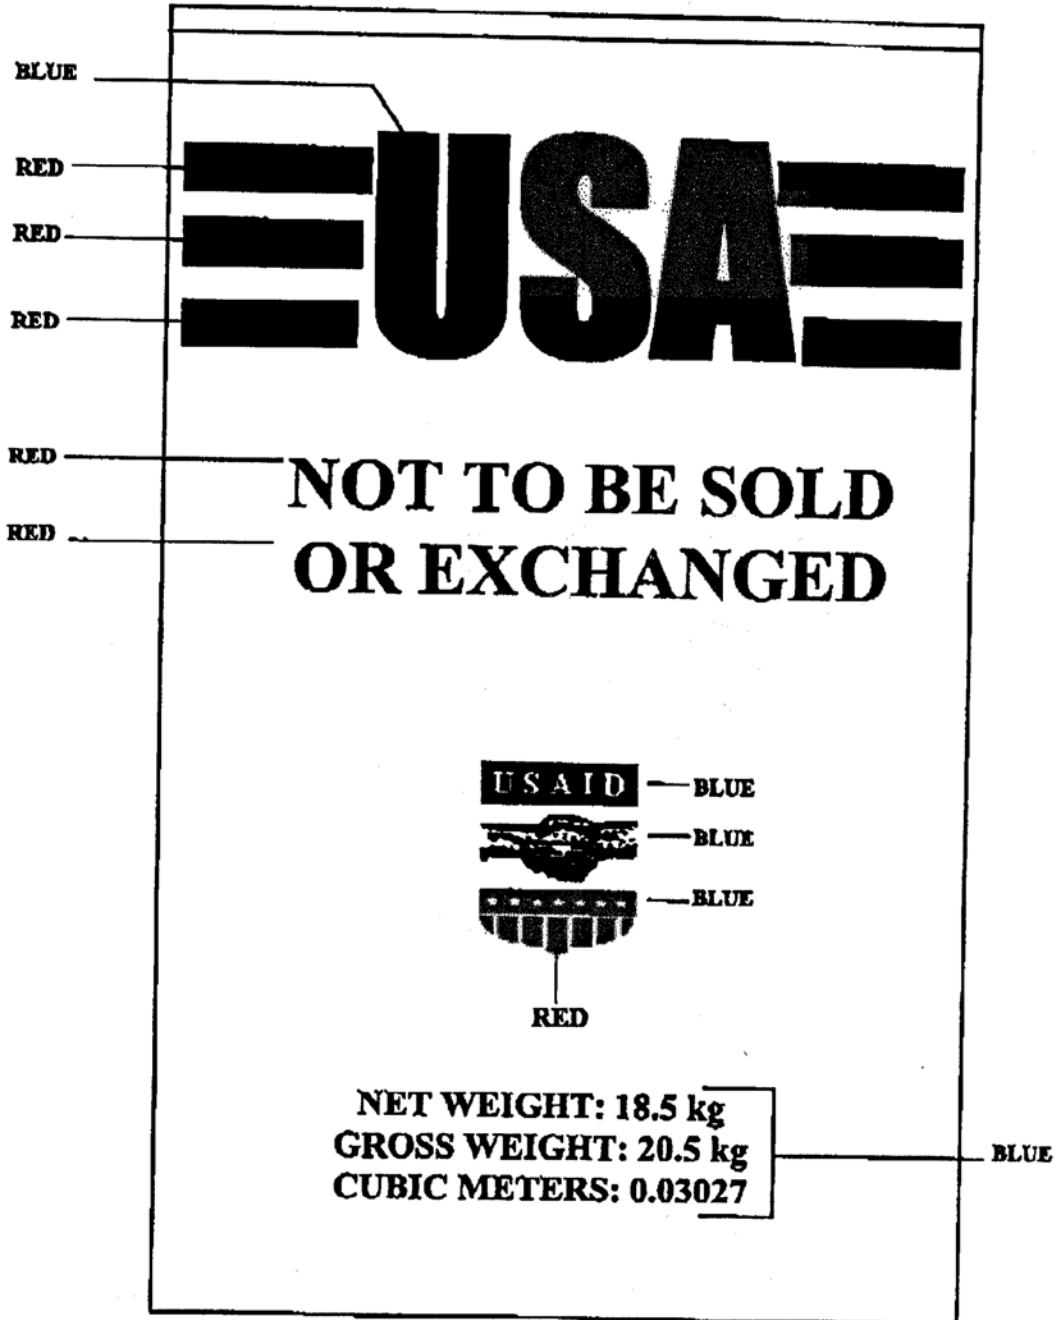 BLUE
USA
RED
RED
RED
RED
NOT TO BE SOLD
RED
OR EXCHANGED
USAID
BLUE
BLUE
BLUE
RED
NET WEIGHT: 18.5 kg
GROSS WEIGHT: 20.5 kg
CUBIC METERS: 0.03027
BLUE